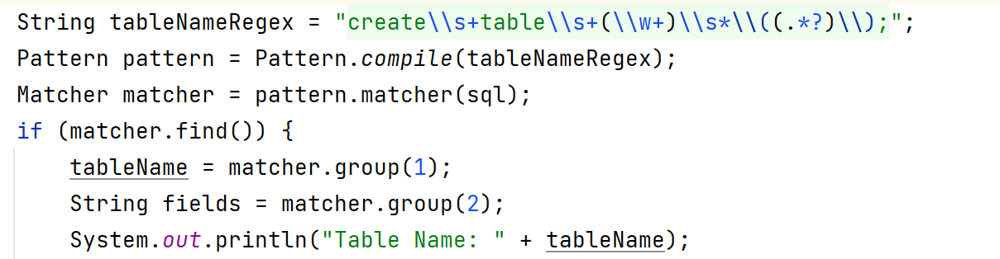 String tableNameRegex = "create\\s+table\\s+(\\w+)\\s*\\((.*?)\\);";
Pattern pattern = Pattern.compile(tableNameRegex);
Matcher matcher = pattern.matcher(sql);
if (matcher.find()) {
    tableName = matcher.group(1);
    String fields = matcher.group(2);
    System.out.println("Table Name: " + tableName);